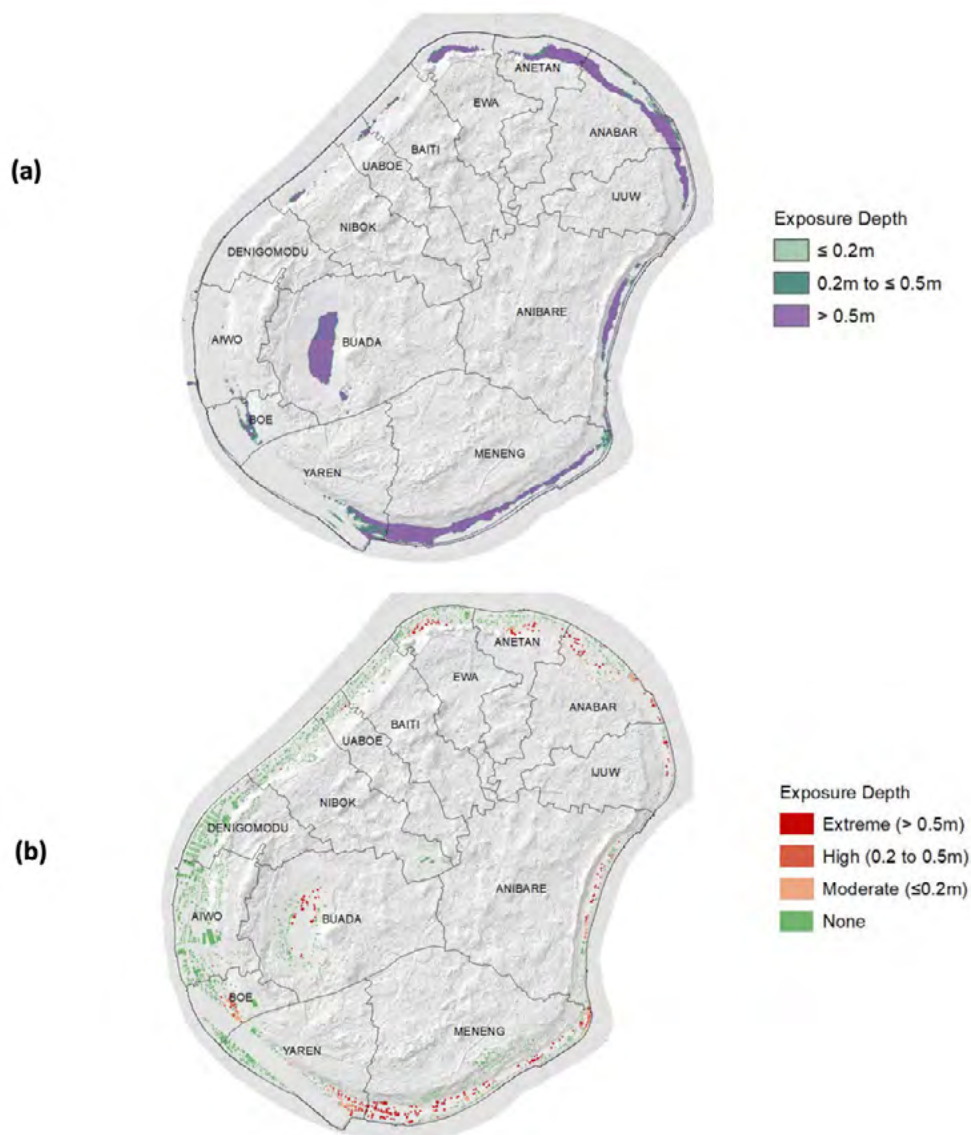 (a)
ANETAN
EWA
ANABAR
BAITI
UABOE
IJUW
NIBOK
DENIGOMODU
ANIBARE
AIWO
BUADA
BOE
MENENG
YAREN
Exposure Depth
≤ 0.2m
0.2m to ≤ 0.5m
> 0.5m
(b)
ANETAN
EWA
ANABAR
BAITI
UABOE
IJUW
NIBOK
DENIGOMODU
ANIBARE
AIWO
BUADA
BOE
MENENG
YAREN
Exposure Depth
Extreme (> 0.5m)
High (0.2 to 0.5m)
Moderate (≤0.2m)
None